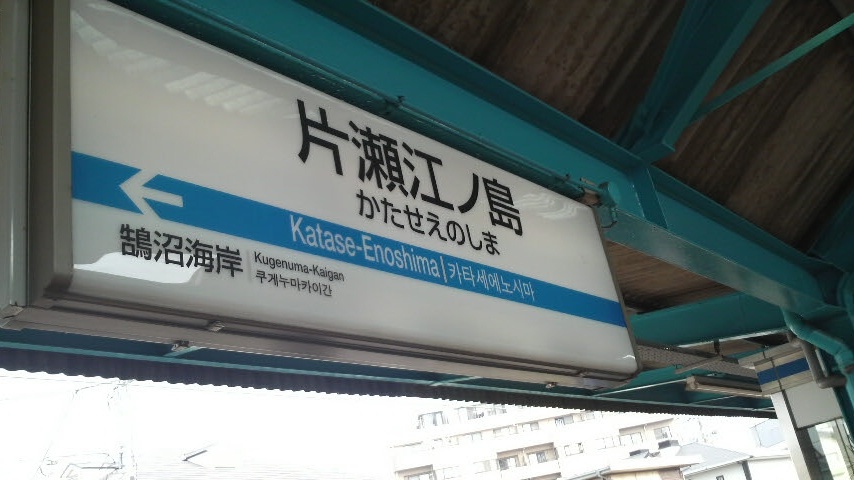 片瀬江ノ島
かたせえのしま
Katase-Enoshima | 카타세에노시마
鵠沼海岸
Kugenuma-Kaigan
쿠게누마카이간